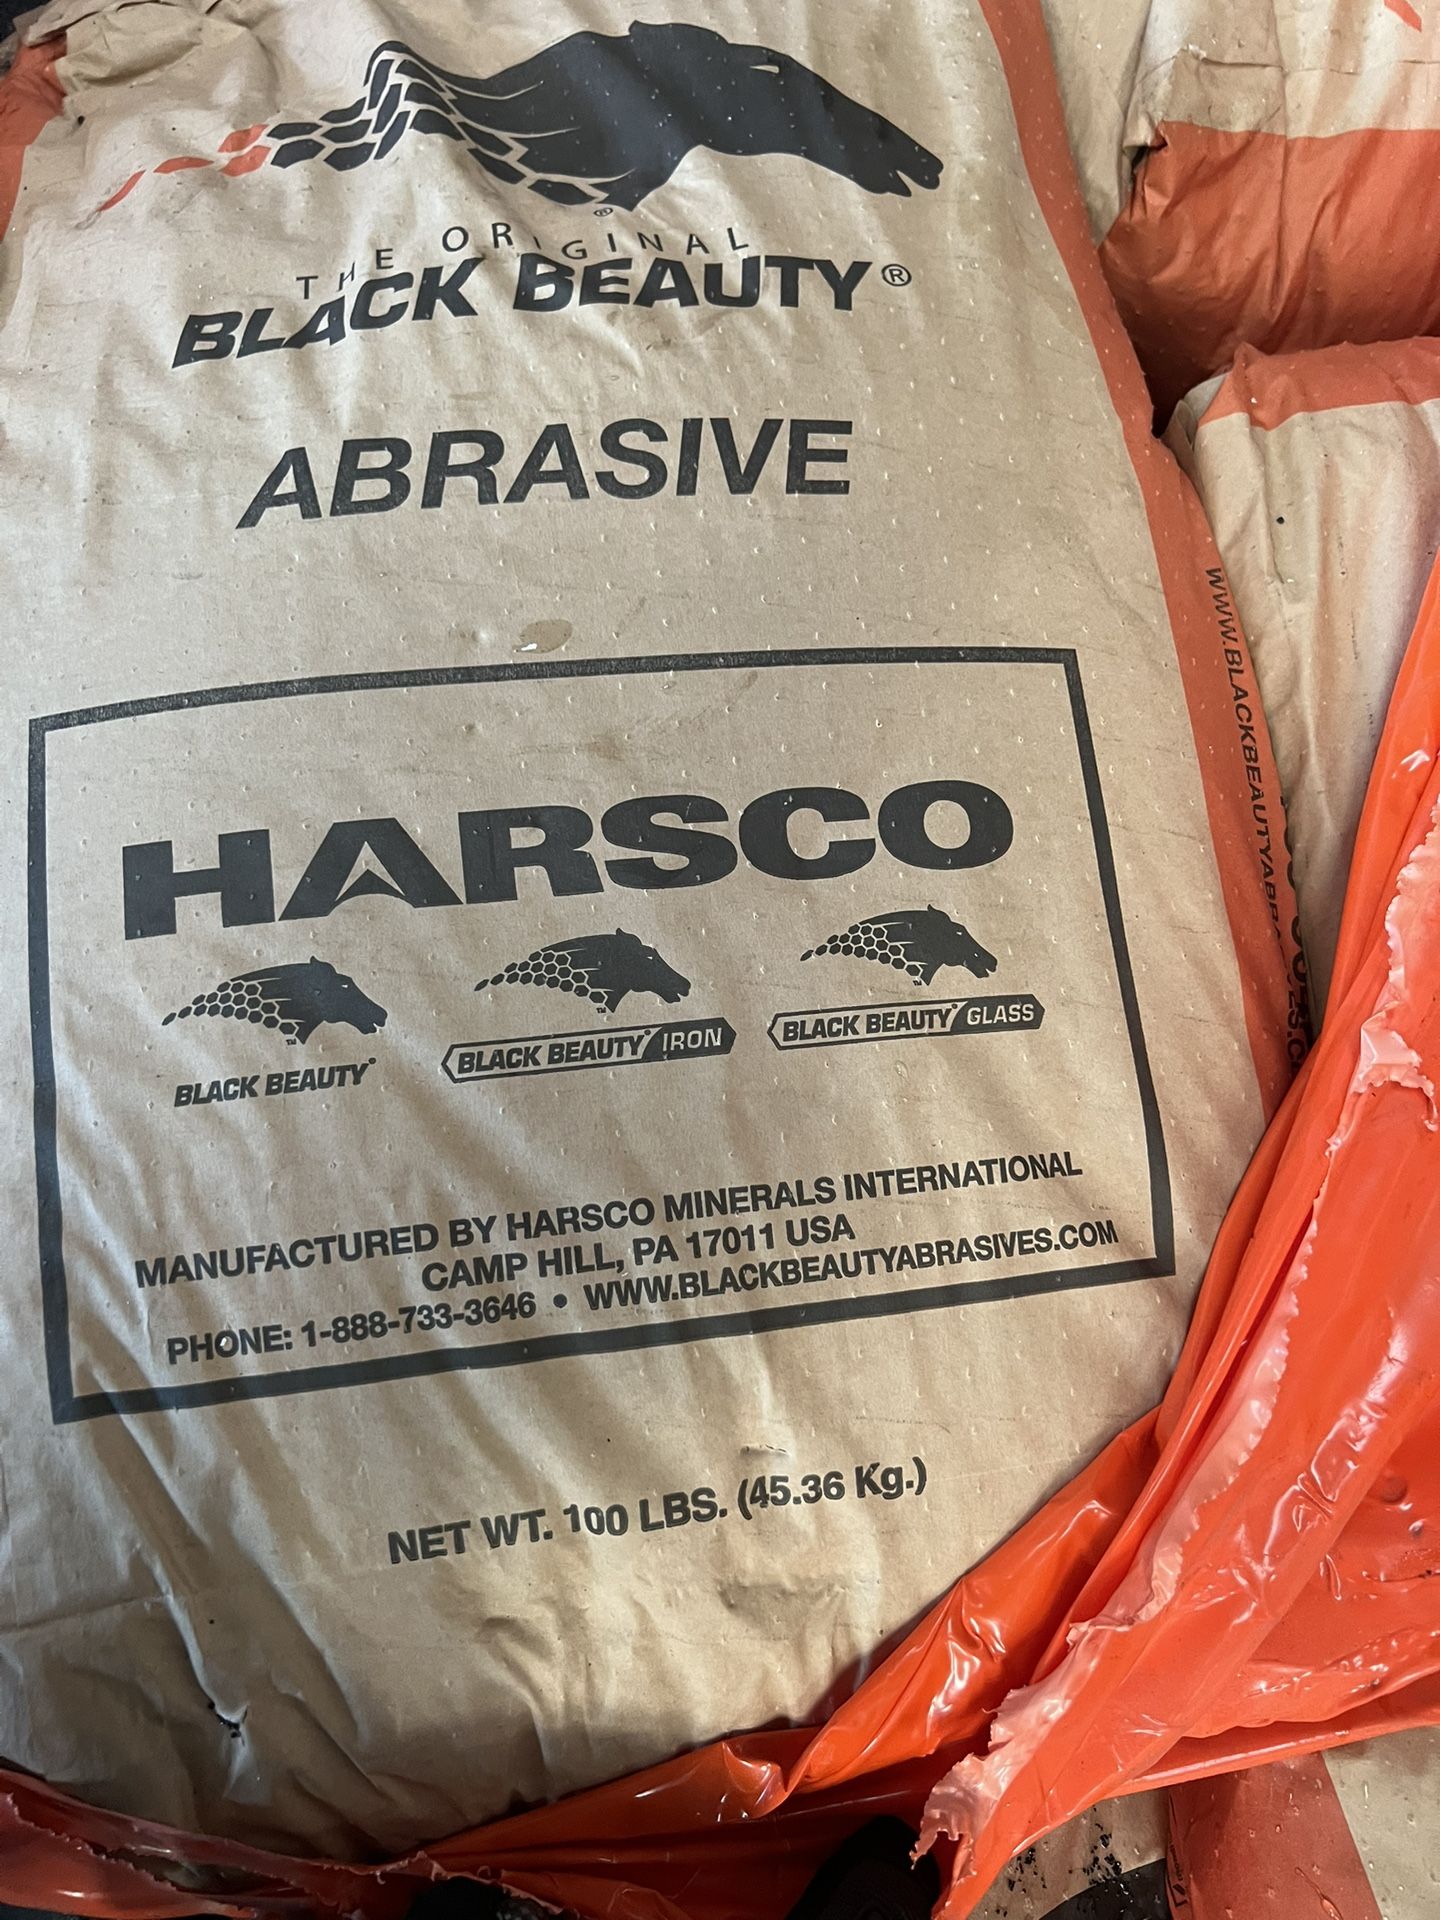 THE ORIGINAL
BLACK BEAUTY®
ABRASIVE
HARSCO
BLACK BEAUTY®
BLACK BEAUTY® IRON
BLACK BEAUTY® GLASS
MANUFACTURED BY HARSCO MINERALS INTERNATIONAL
CAMP HILL, PA 17011 USA
PHONE: 1-888-733-3646 • WWW.BLACKBEAUTYABRASIVES.COM
NET WT. 100 LBS. (45.36 Kg.)